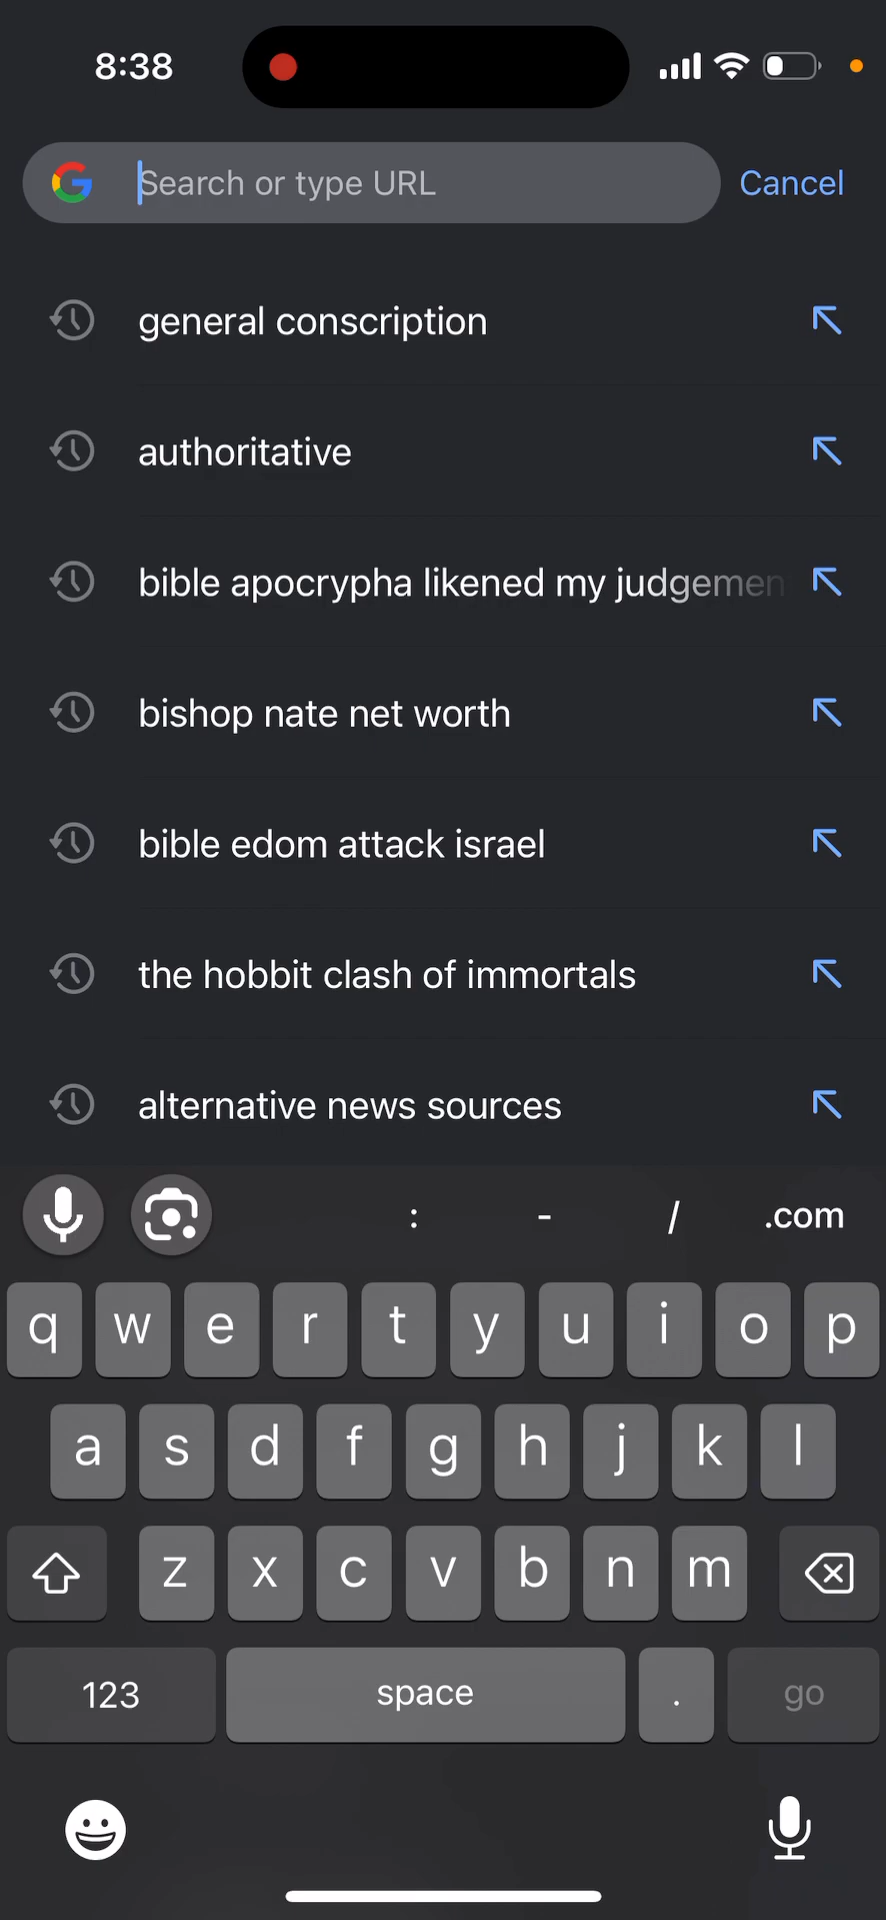 8:38
Search or type URL Cancel
general conscription
authoritative
bible apocrypha likened my judgemen
bishop nate net worth
bible edom attack israel
the hobbit clash of immortals
alternative news sources
: - / .com
q w e r t y u i o p
a s d f g h j k l
z x c v b n m
123 space . go